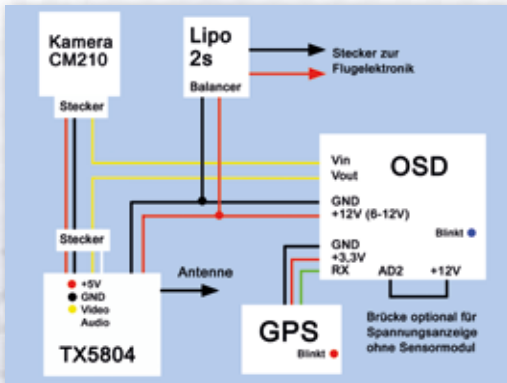 Kamera
CM210
Stecker
Lipo
2s
Balancer
Stecker zur
Flugelektronik
Vin
Vout
OSD
GND
+12V (6-12V)
Blinkt
GND
+3,3V
RX
AD2
+12V
Stecker
+5V
GND
Video
Audio
TX5804
Antenne
GPS
Blinkt
Brücke optional für
Spannungsanzeige
ohne Sensormodul